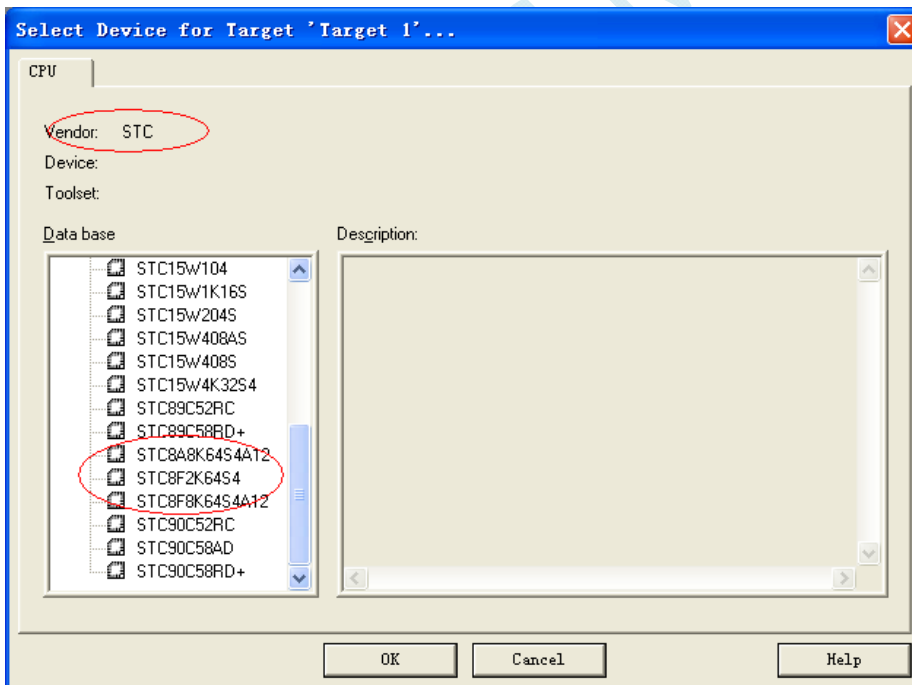 Select Device for Target 'Target 1'...
CPU
Vendor: STC
Device:
Toolset:
Data base
Description:
STC15W104
STC15W1K16S
STC15W204S
STC15W408AS
STC15W408S
STC15W4K32S4
STC89C52RC
STC89C58RD+
STC8A8K64S4A12
STC8F2K64S4
STC8F8K64S4A12
STC90C52RC
STC90C58AD
STC90C58RD+
OK Cancel Help